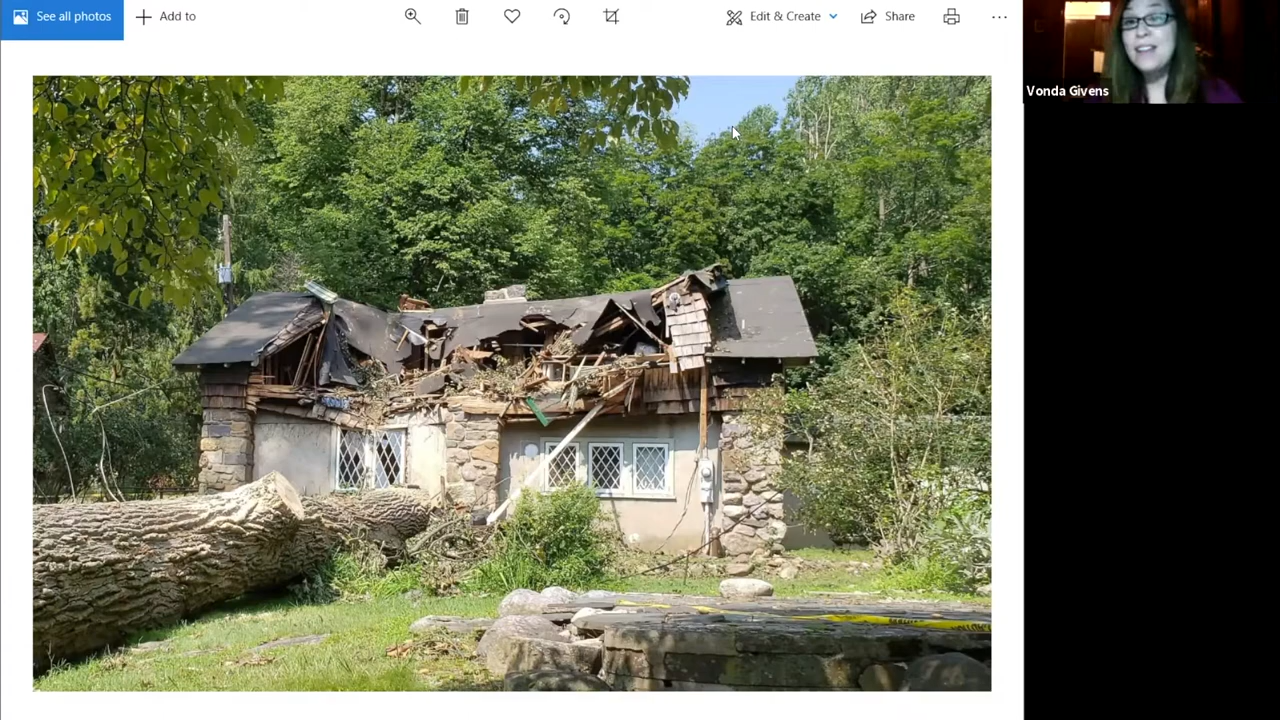 See all photos
Add to
Edit & Create
Share
Vonda Givens